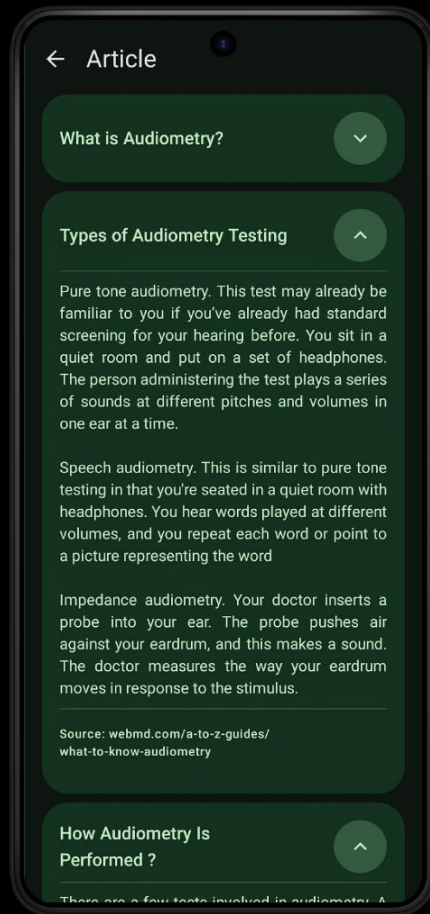 Article
What is Audiometry?
Types of Audiometry Testing
Pure tone audiometry. This test may already be
familiar to you if you've already had standard
screening for your hearing before. You sit in a
quiet room and put on a set of headphones.
The person administering the test plays a series
of sounds at different pitches and volumes in
one ear at a time.
Speech audiometry. This is similar to pure tone
testing in that you're seated in a quiet room with
headphones. You hear words played at different
volumes, and you repeat each word or point to
a picture representing the word
Impedance audiometry. Your doctor inserts a
probe into your ear. The probe pushes air
against your eardrum, and this makes a sound.
The doctor measures the way your eardrum
moves in response to the stimulus.
Source: webmd.com/a-to-z-guides/
what-to-know-audiometry
How Audiometry Is
Performed ?
There are a few tests involved in audiometry. A